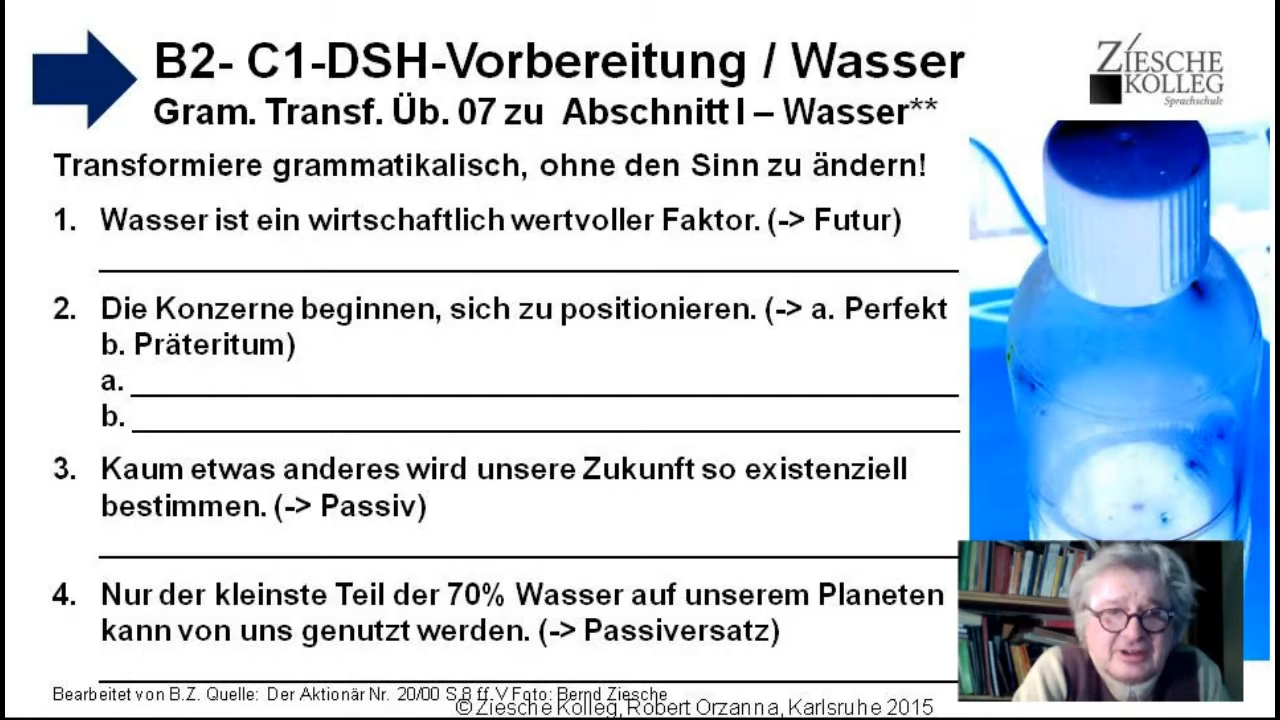 B2- C1-DSH-Vorbereitung / Wasser
Gram. Transf. Üb. 07 zu Abschnitt I – Wasser**
ZIESCHE
KOLLEG
Sprachschule
Transformiere grammatikalisch, ohne den Sinn zu ändern!
1. Wasser ist ein wirtschaftlich wertvoller Faktor. (-> Futur)
2. Die Konzerne beginnen, sich zu positionieren. (-> a. Perfekt
b. Präteritum)
a.
b.
3. Kaum etwas anderes wird unsere Zukunft so existenziell
bestimmen. (-> Passiv)
4. Nur der kleinste Teil der 70% Wasser auf unserem Planeten
kann von uns genutzt werden. (-> Passiversatz)
Bearbeitet von B.Z. Quelle: Der Aktionär Nr. 20/00 S.8 ff.V Foto: Bernd Ziesche
©Ziesche Kolleg, Robert Orzanna, Karlsruhe 2015